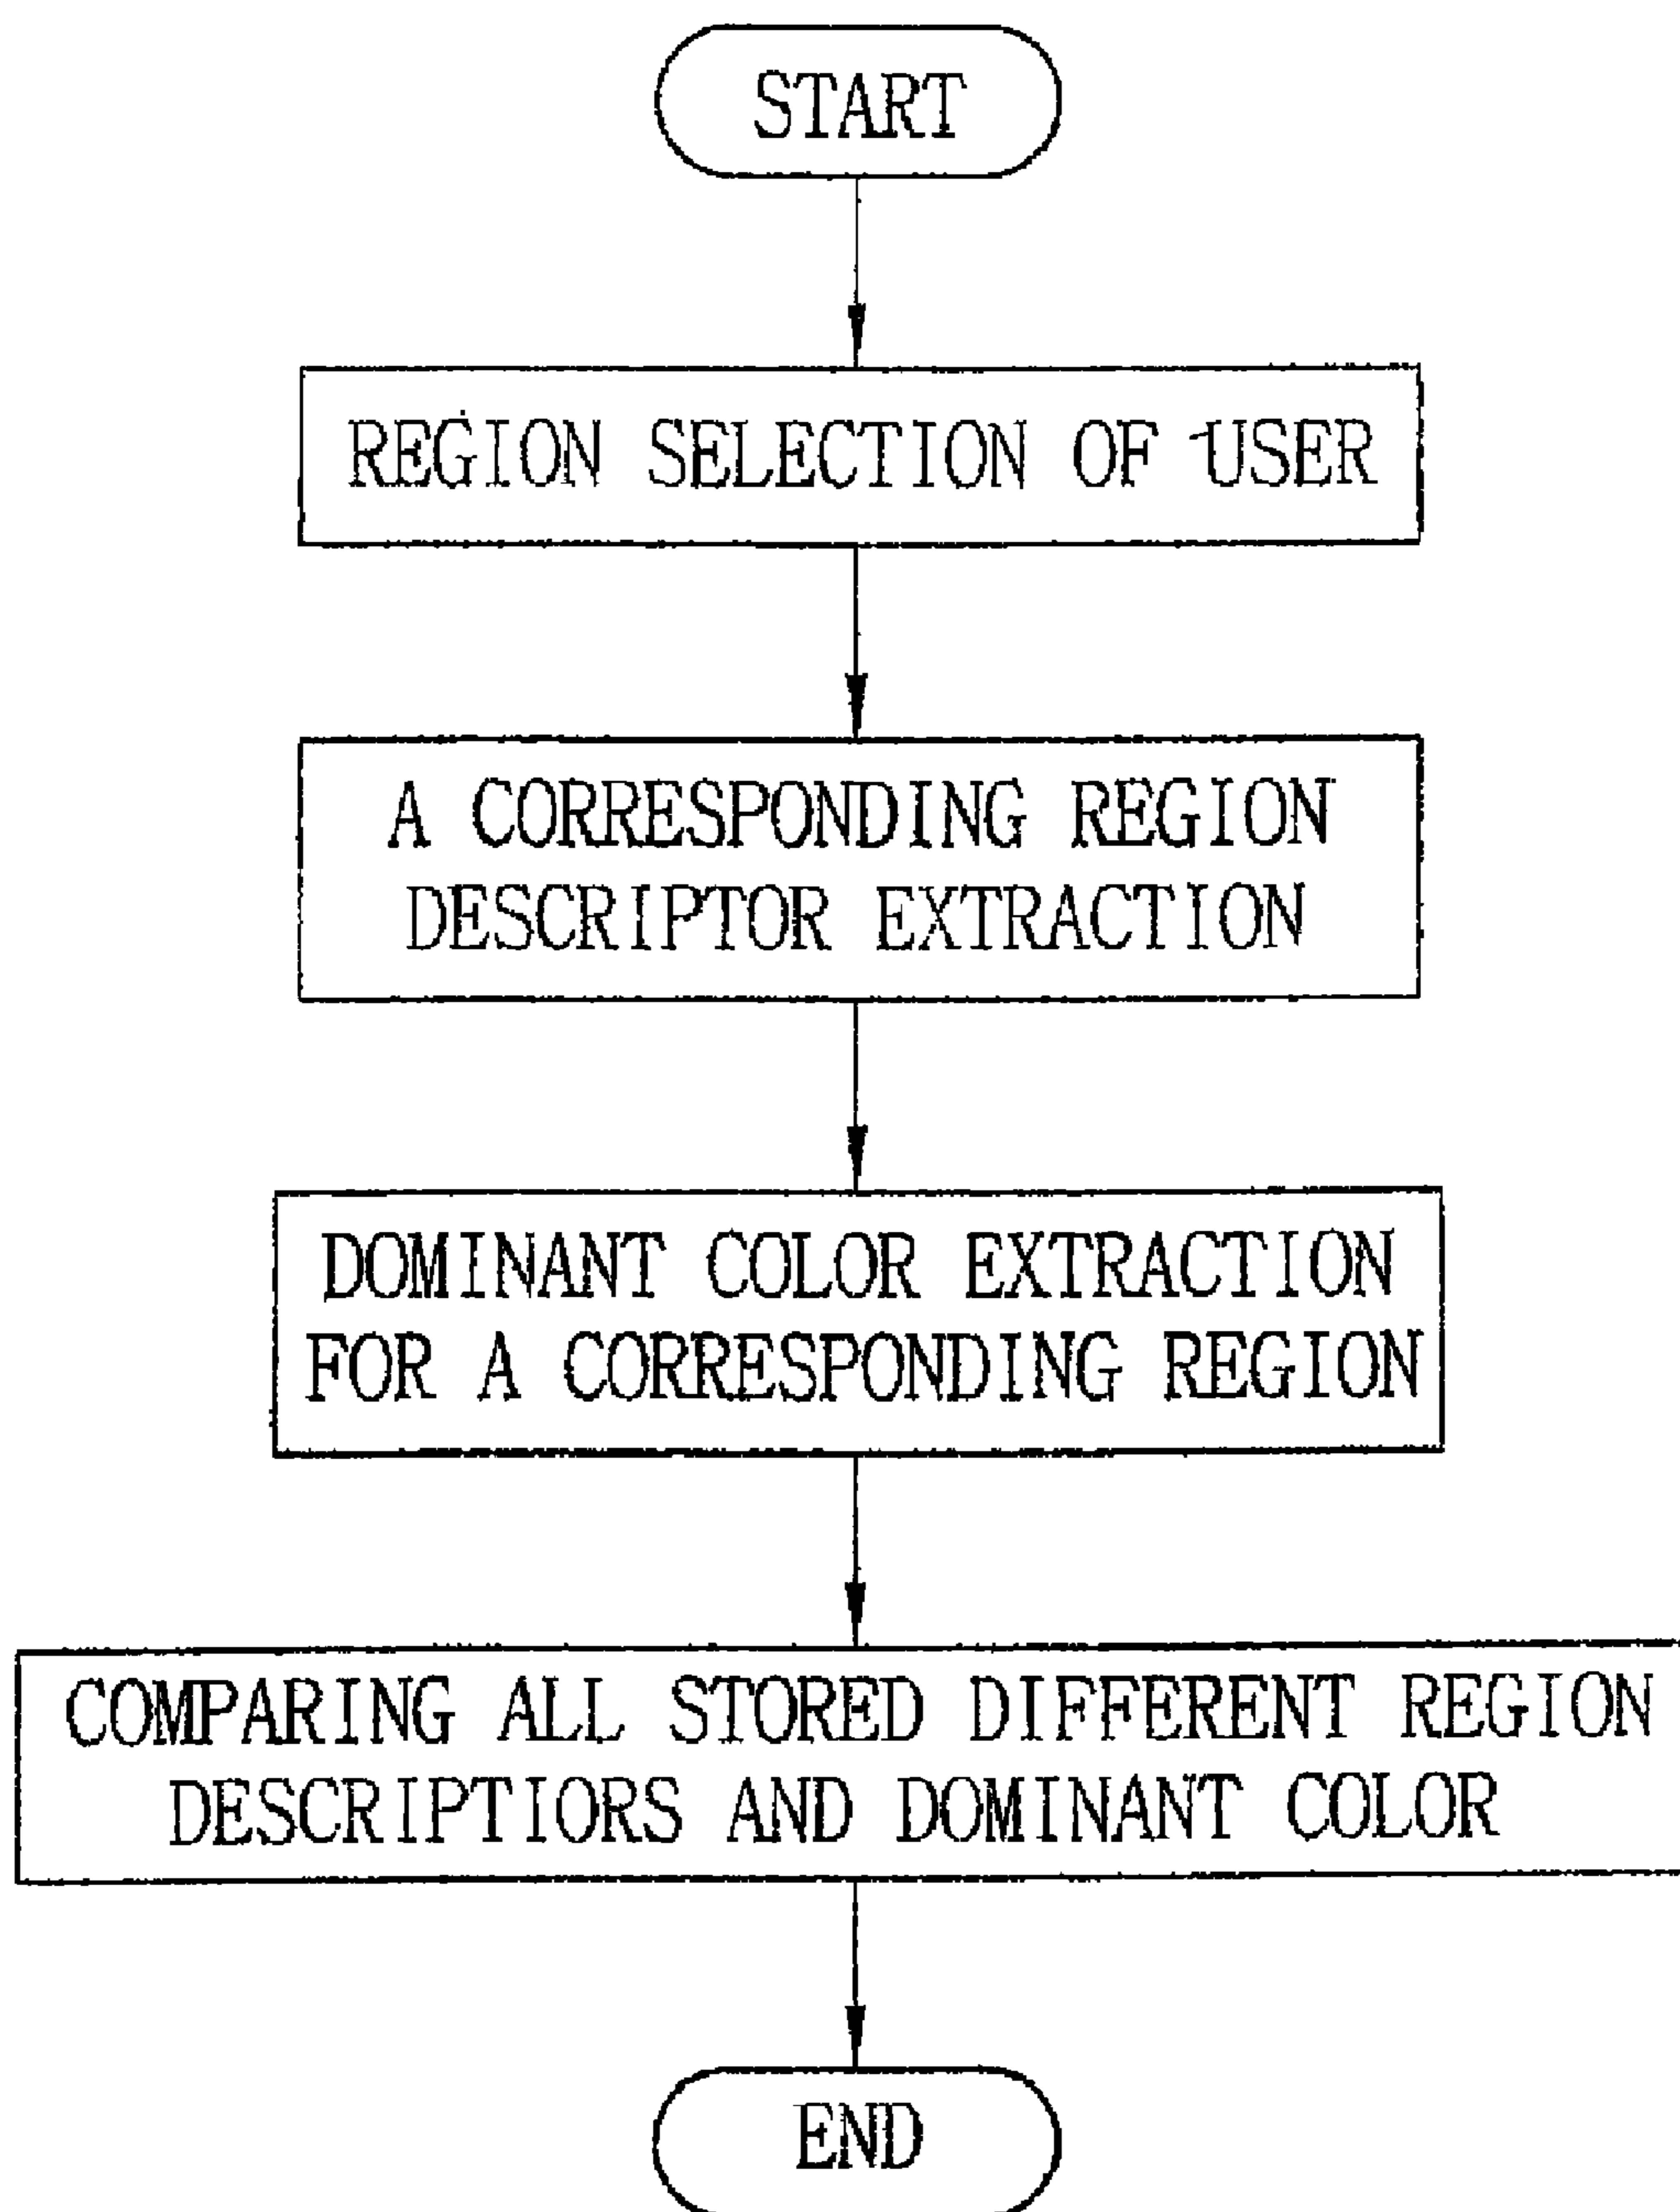 START
REGION SELECTION OF USER
A CORRESPONDING REGION
DESCRIPTOR EXTRACTION
DOMINANT COLOR EXTRACTION
FOR A CORRESPONDING REGION
COMPARING ALL STORED DIFFERENT REGION
DESCRIPTIORS AND DOMINANT COLOR
END